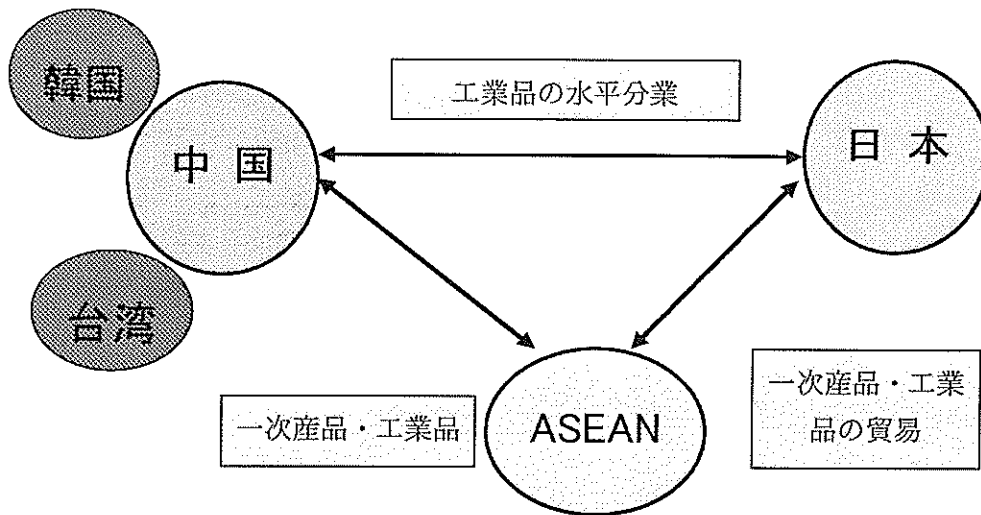 韓国
工業品の水平分業
中 国
日 本
台湾
一次産品・工業品
ASEAN
一次産品・工業
品の貿易